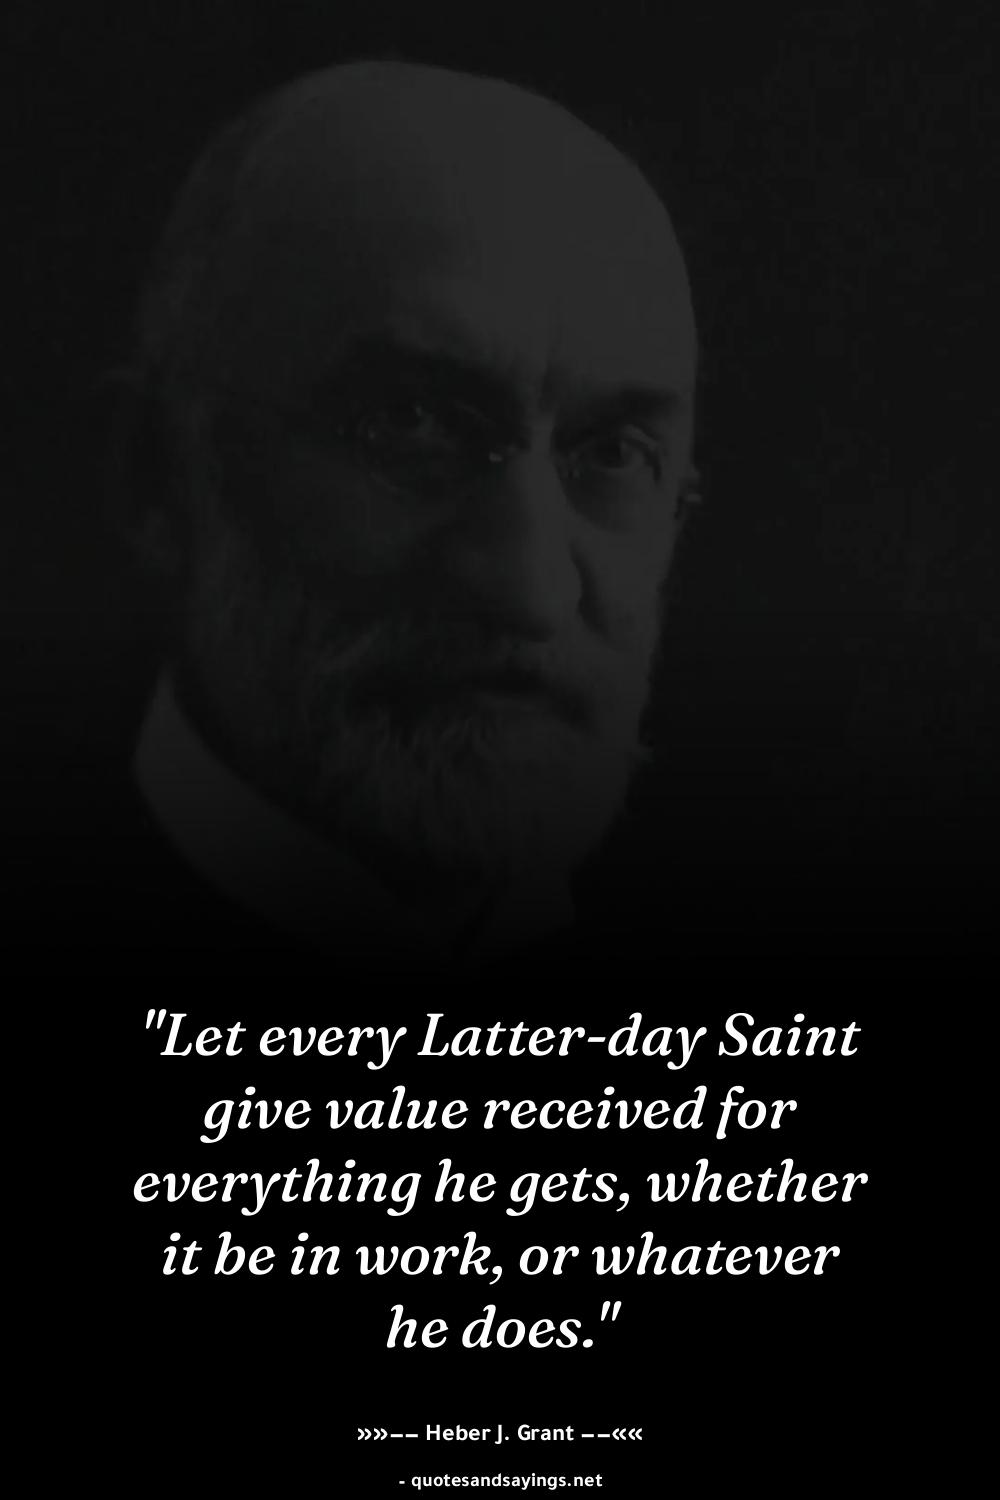 "Let every Latter-day Saint
give value received for
everything he gets, whether
it be in work, or whatever
he does."
»»-- Heber J. Grant --««
- quotesandsayings.net